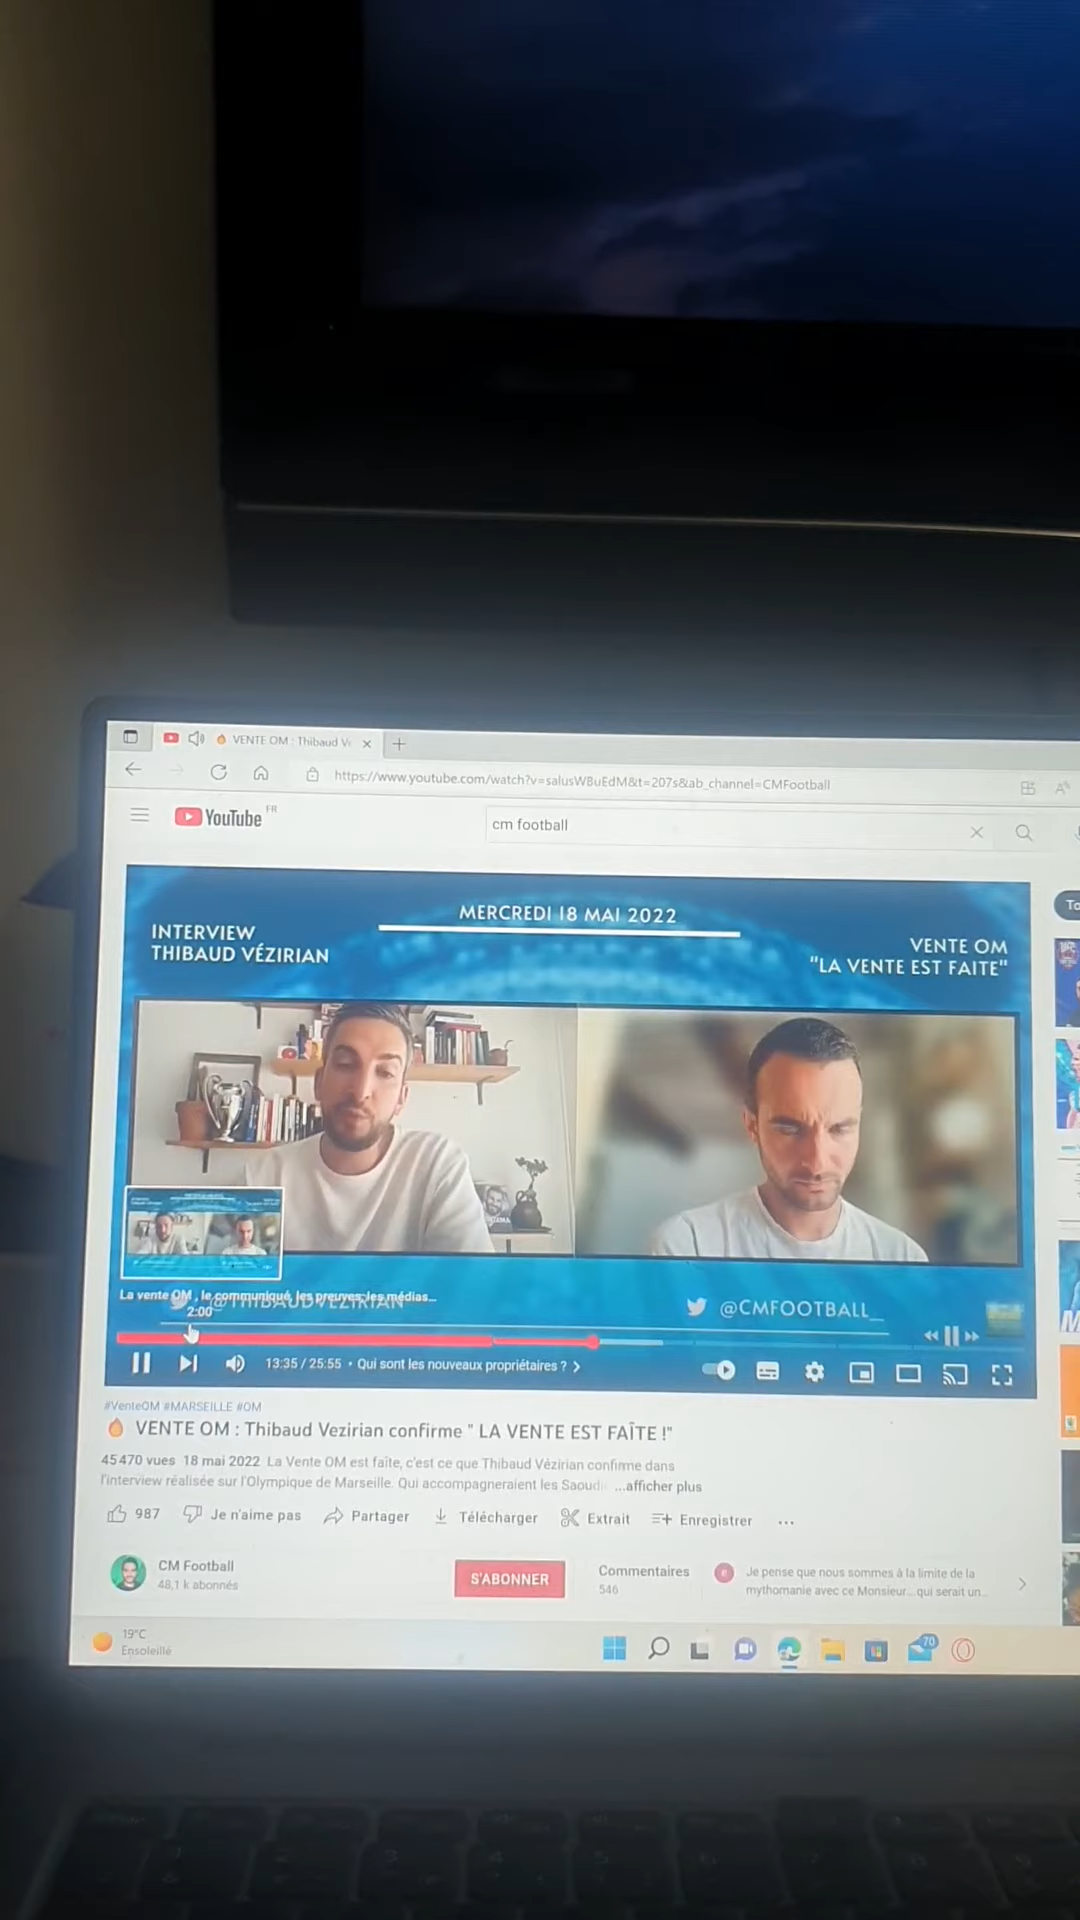 VENTE OM : Thibaud Ve
https://www.youtube.com/watch?v=salusWBuEdM&t=207s&ab_channel=CMFootball
YouTube FR
cm football
To
MERCREDI 18 MAI 2022
INTERVIEW
THIBAUD VÉZIRIAN
VENTE OM
"LA VENTE EST FAITE"
La vente OM , le communiqué, les preuves, les médias...
@THIBAUDVEZIRIAN
2:00
@CMFOOTBALL_
13:35 / 25:55 • Qui sont les nouveaux propriétaires ?
#VenteOM #MARSEILLE #OM
VENTE OM : Thibaud Vezirian confirme " LA VENTE EST FAÎTE !"
45 470 vues 18 mai 2022 La Vente OM est faite, c'est ce que Thibaud Vézirian confirme dans
l'interview réalisée sur l'Olympique de Marseille. Qui accompagneraient les Saoudi ...afficher plus
987 Je n'aime pas Partager Télécharger Extrait Enregistrer ...
CM Football
48,1 k abonnés
S'ABONNER
Commentaires
546
Je pense que nous sommes à la limite de la
mythomanie avec ce Monsieur... qui serait un...
19°C
Ensoleillé
70